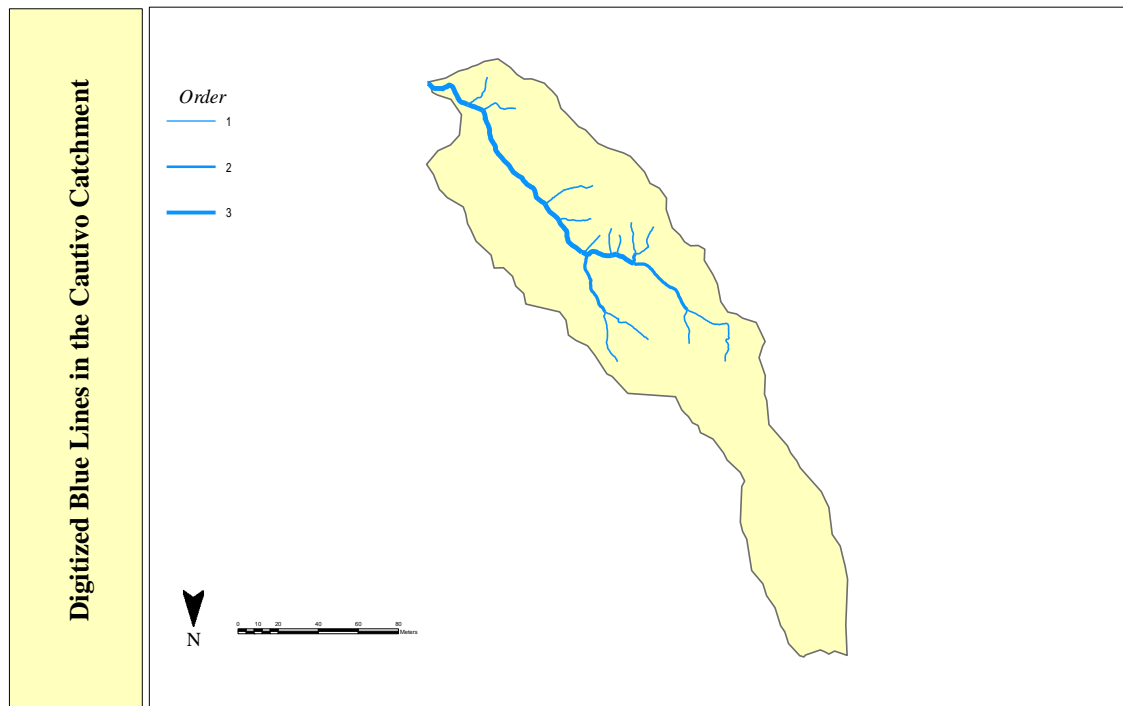 Digitized Blue Lines in the Cautivo Catchment
Order
1
2
3
N
0 10 20 40 60 80
Meters